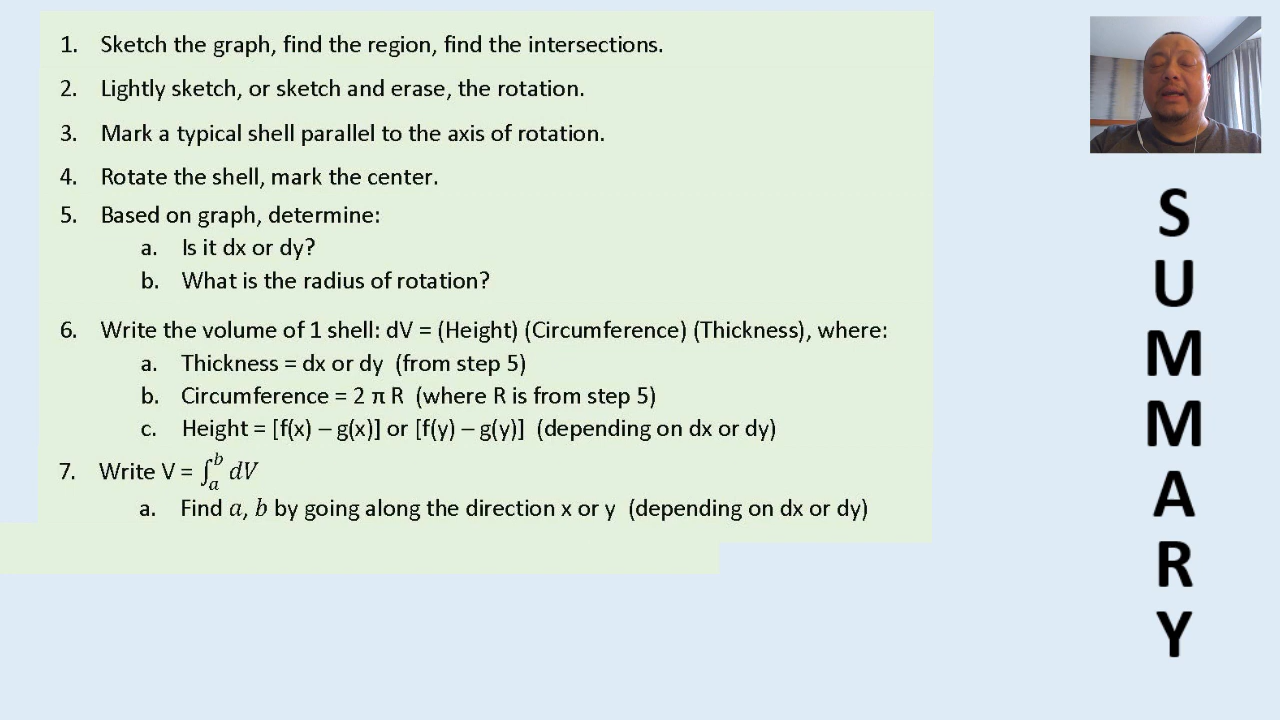 1. Sketch the graph, find the region, find the intersections.
2. Lightly sketch, or sketch and erase, the rotation.
3. Mark a typical shell parallel to the axis of rotation.
4. Rotate the shell, mark the center.
5. Based on graph, determine:
a. Is it dx or dy?
b. What is the radius of rotation?
6. Write the volume of 1 shell: dV = (Height) (Circumference) (Thickness), where:
a. Thickness = dx or dy (from step 5)
b. Circumference = 2 π R (where R is from step 5)
c. Height = [f(x) – g(x)] or [f(y) – g(y)] (depending on dx or dy)
7. Write V = ∫ₐᵇ dV
a. Find a, b by going along the direction x or y (depending on dx or dy)
S
U
M
M
A
R
Y